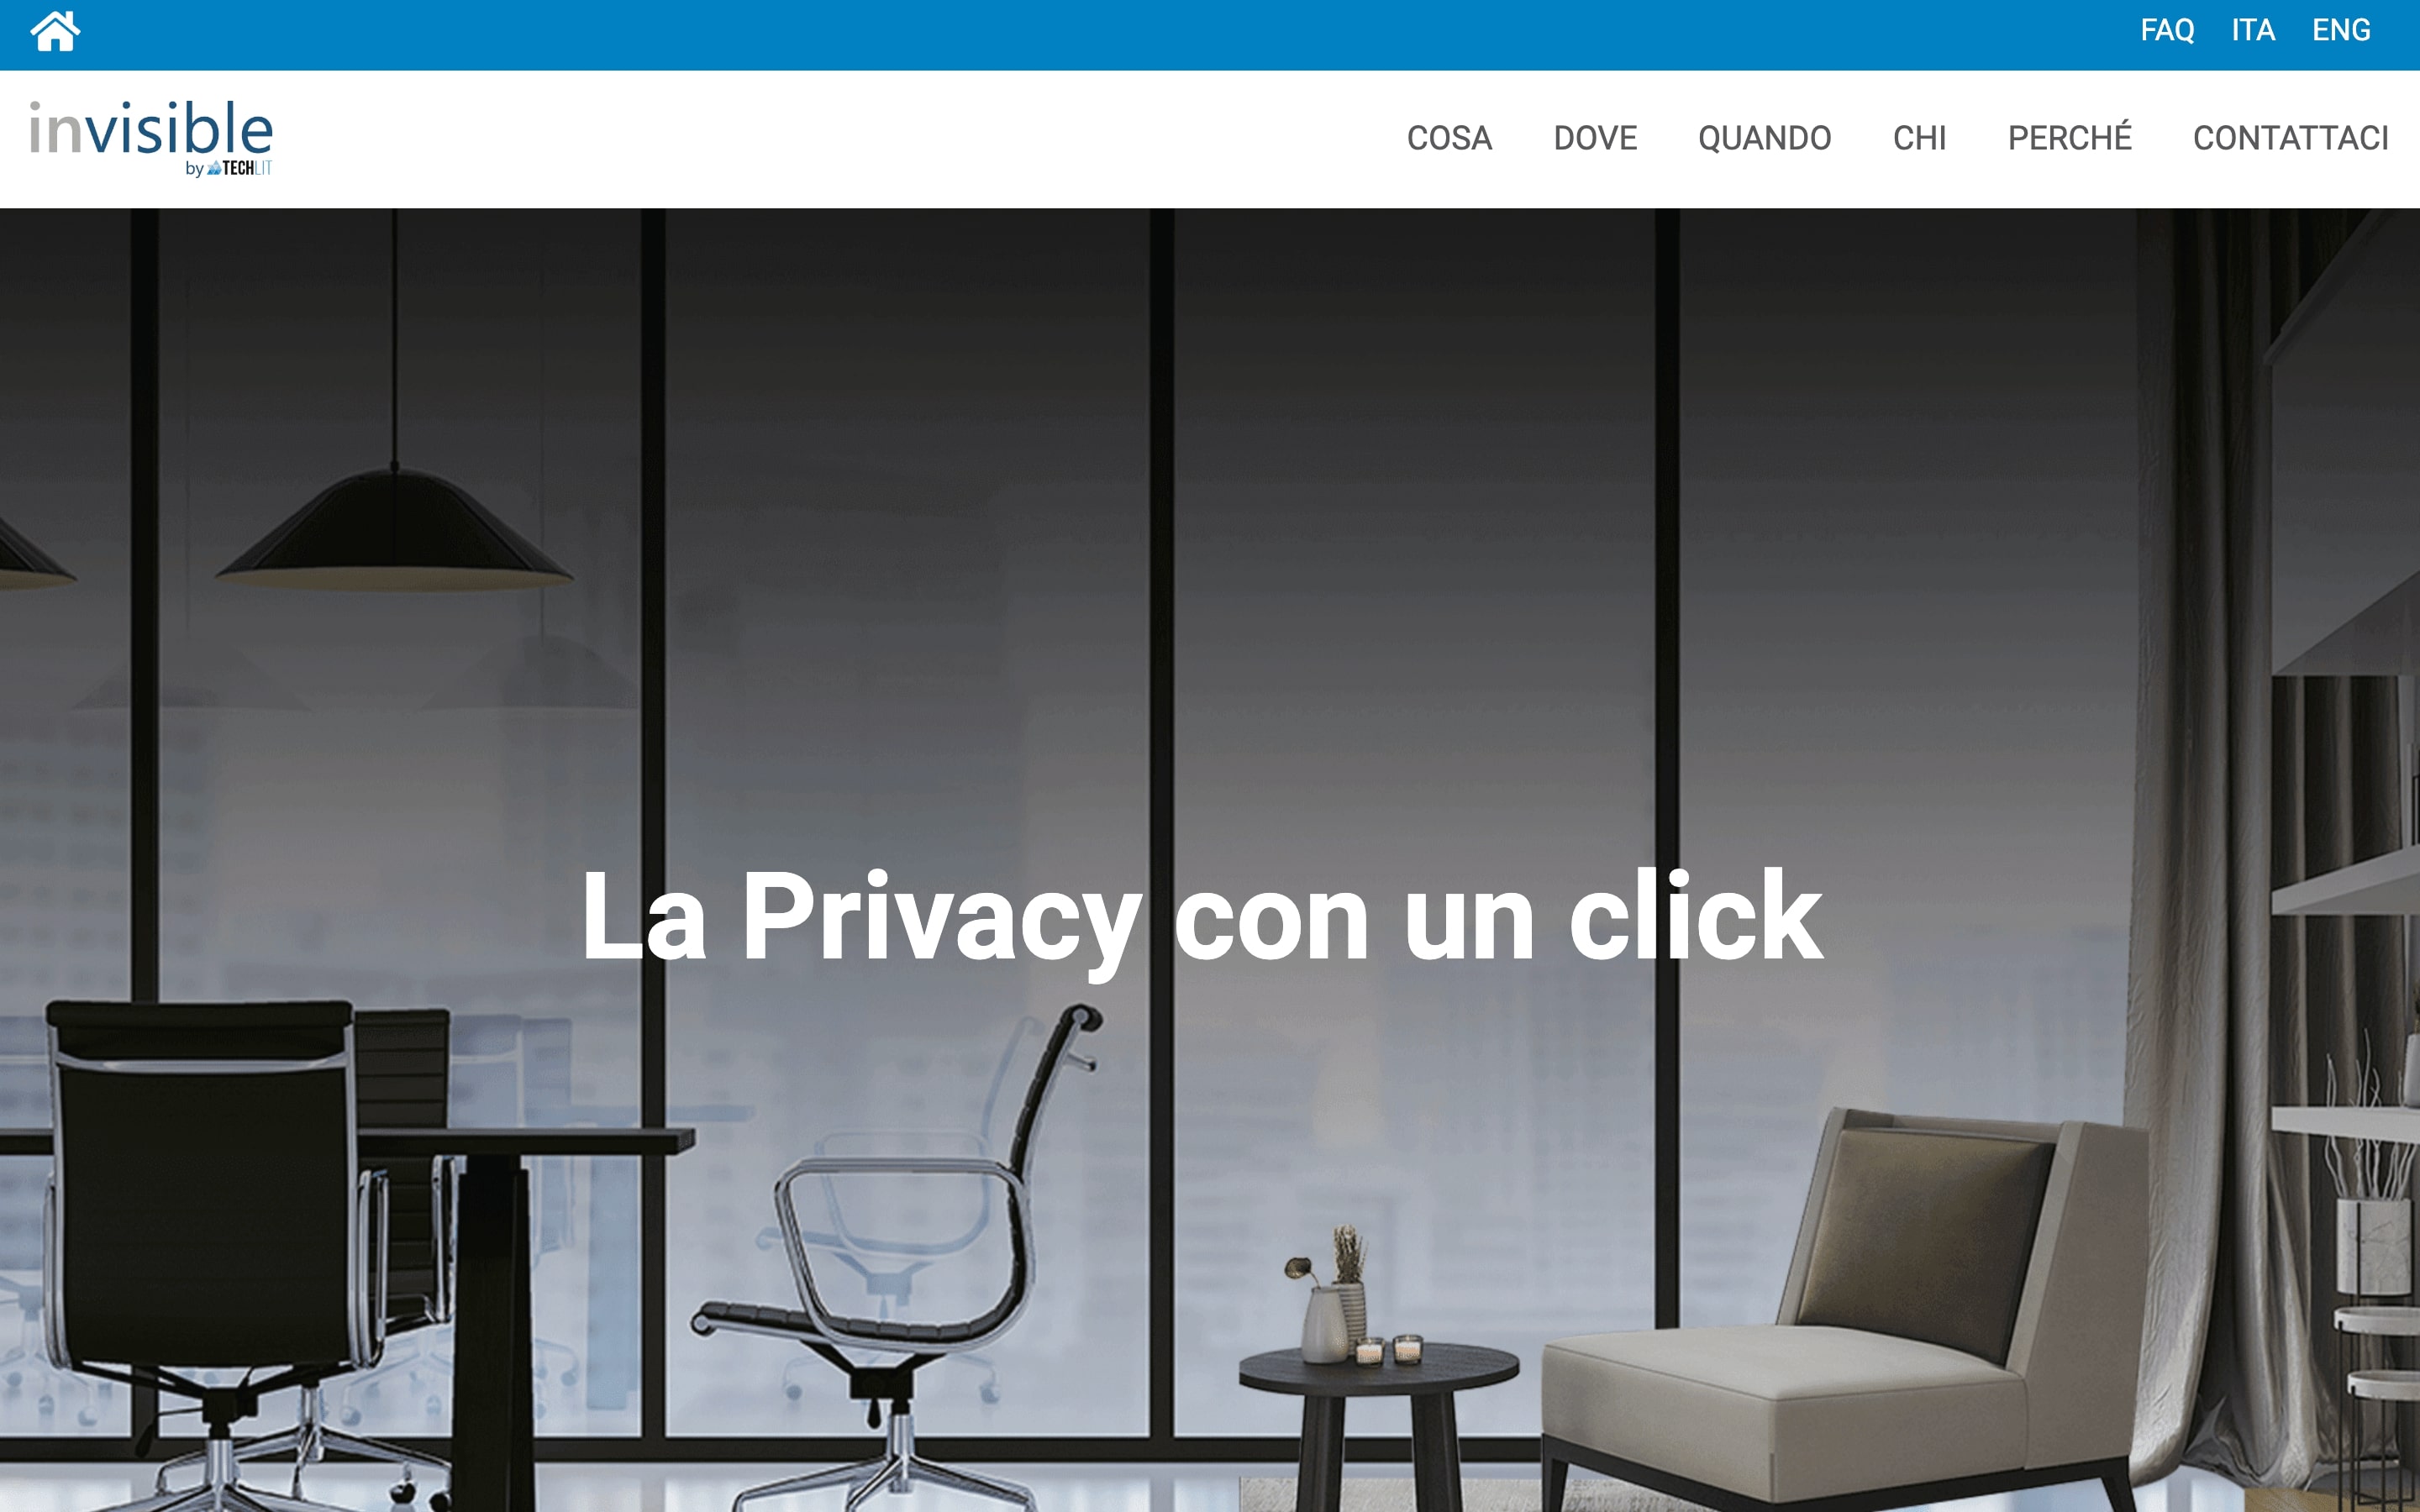 FAQ ITA ENG
invisible
by TECHLIT
COSA DOVE QUANDO CHI PERCHÉ CONTATTACI
La Privacy con un click